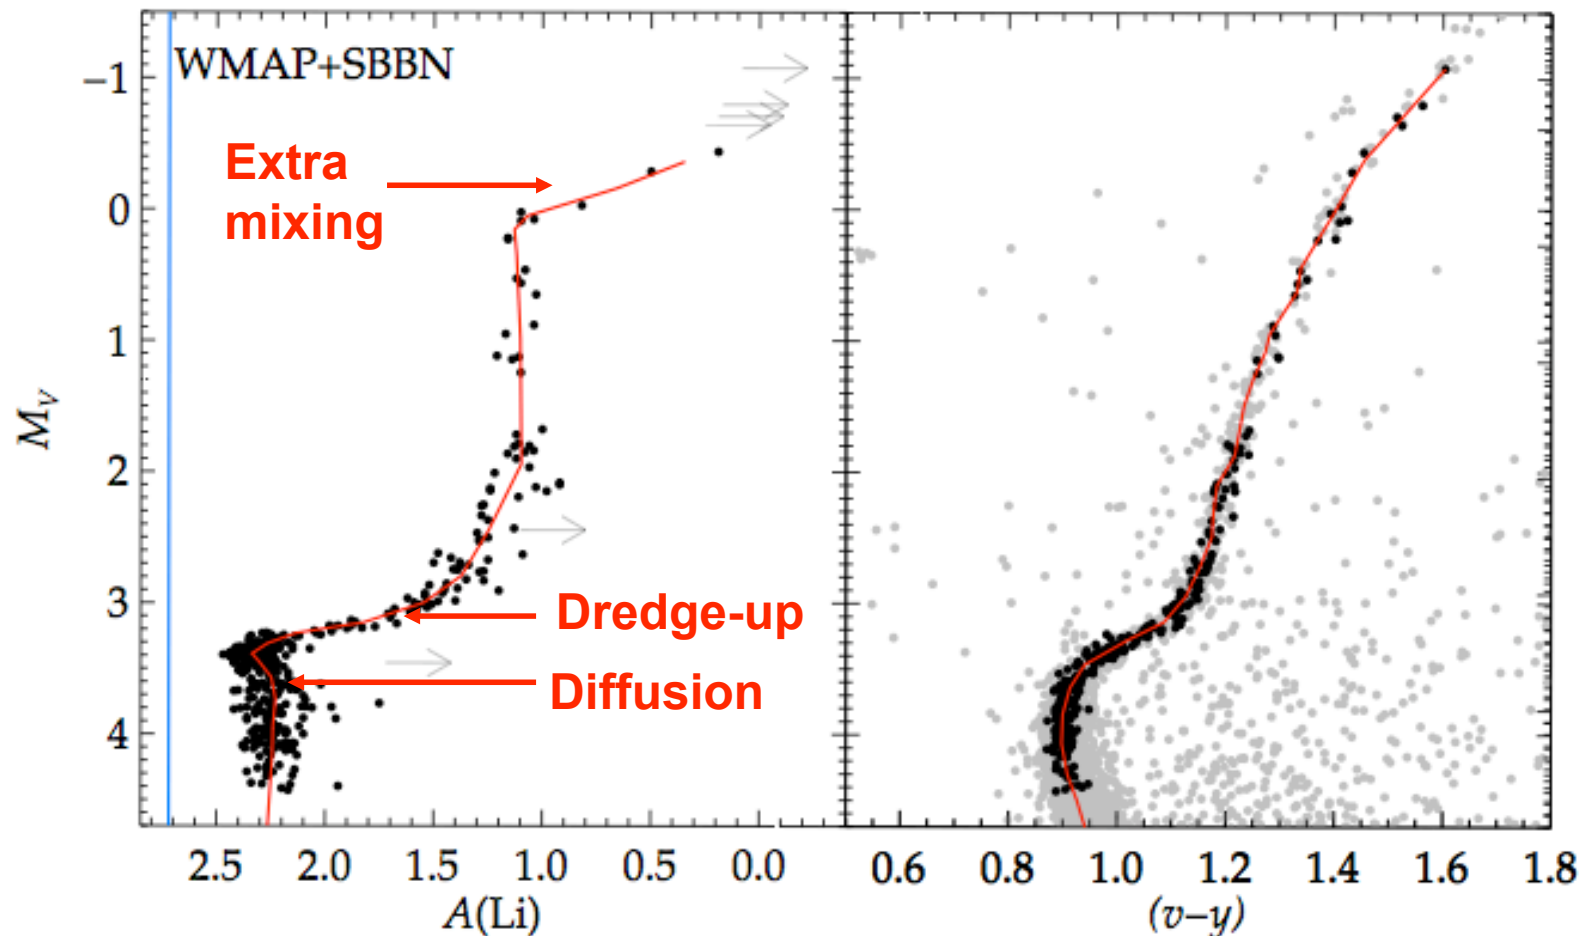 WMAP+SBBN
−1
0
1
2
3
4
M_V
Extra
mixing
Dredge-up
Diffusion
2.5 2.0 1.5 1.0 0.5 0.0
A(Li)
0.6 0.8 1.0 1.2 1.4 1.6 1.8
(v−y)